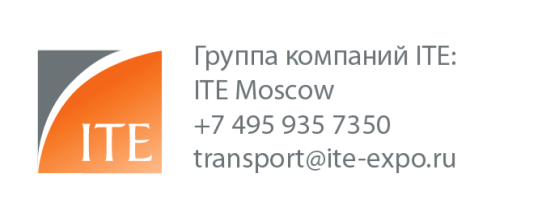 Группа компаний ITE:
ITE Moscow
+7 495 935 7350
transport@ite-expo.ru
ITE